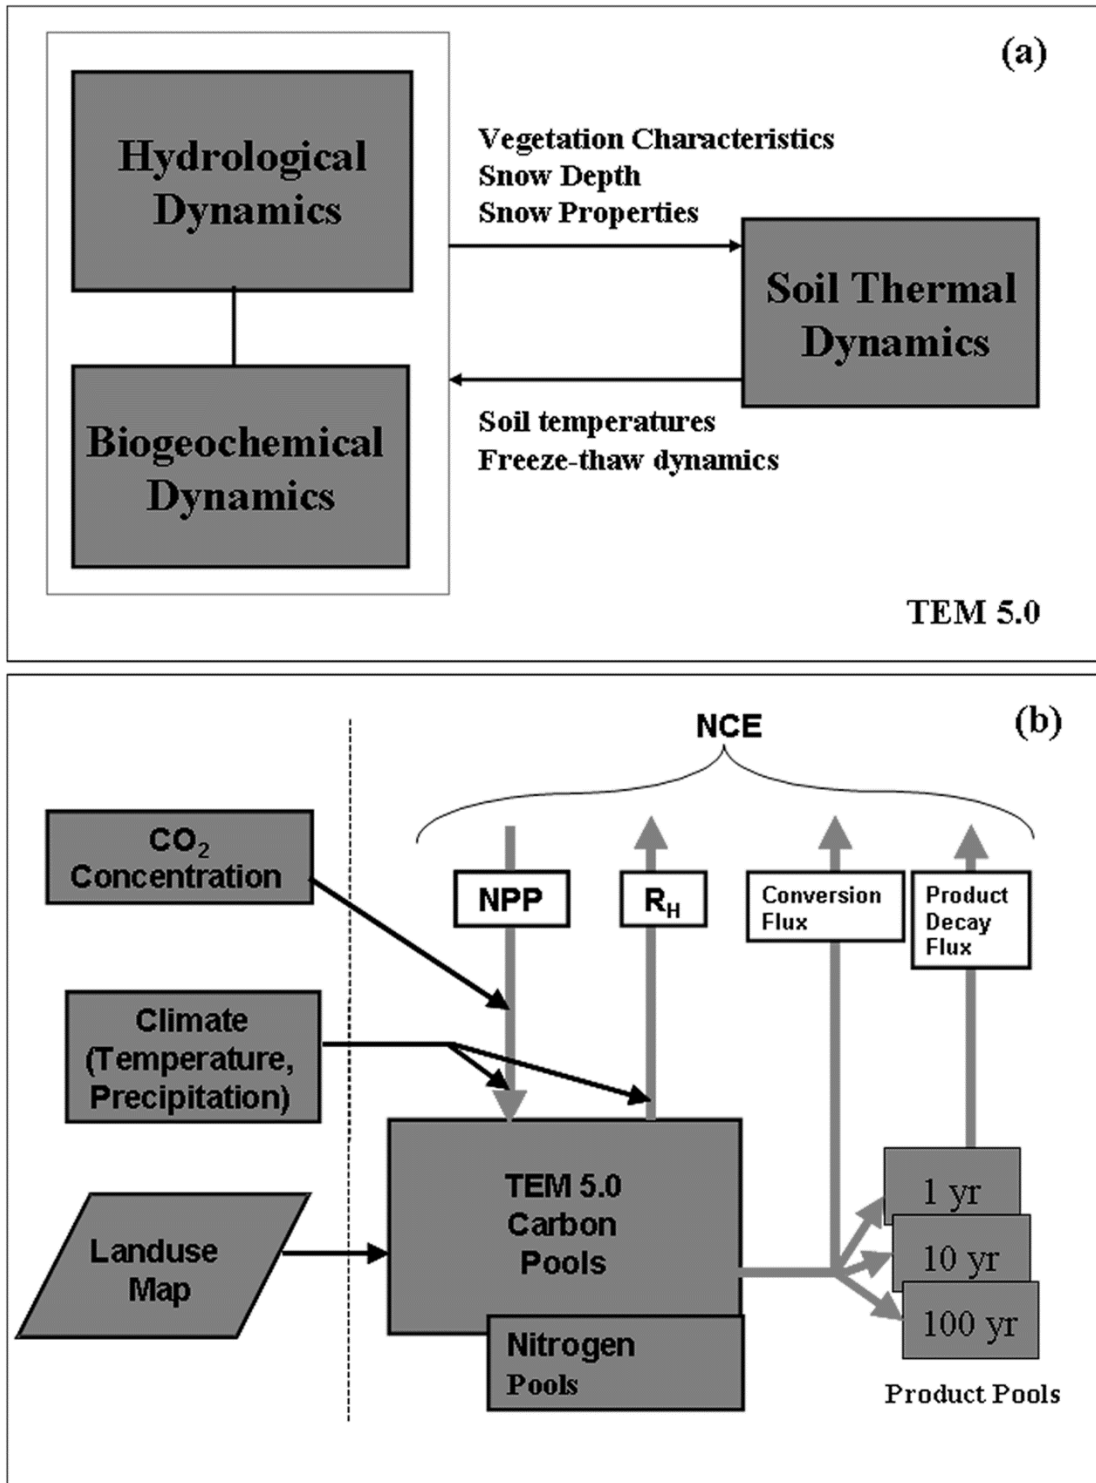 (a)
Hydrological
Dynamics
Vegetation Characteristics
Snow Depth
Snow Properties
Soil Thermal
Dynamics
Biogeochemical
Dynamics
Soil temperatures
Freeze-thaw dynamics
TEM 5.0
(b)
NCE
CO₂
Concentration
NPP
R_H
Conversion
Flux
Product
Decay
Flux
Climate
(Temperature,
Precipitation)
TEM 5.0
Carbon
Pools
1 yr
10 yr
100 yr
Landuse
Map
Nitrogen
Pools
Product Pools